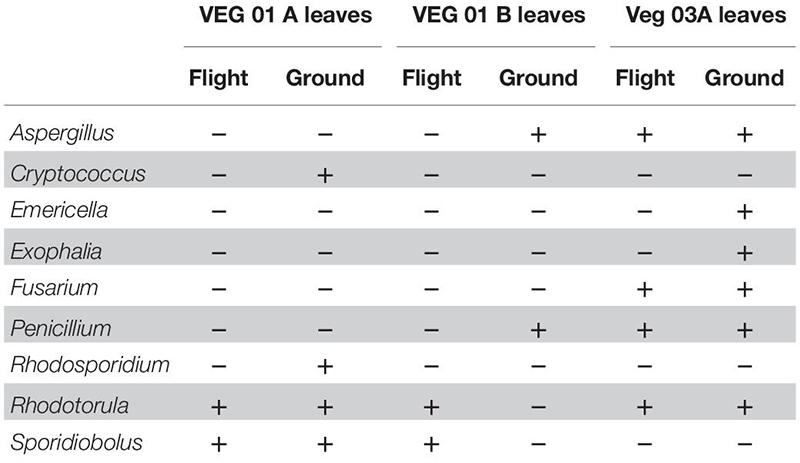 VEG 01 A leaves VEG 01 B leaves Veg 03A leaves
Flight Ground Flight Ground Flight Ground
Aspergillus – – – + + +
Cryptococcus – + – – – –
Emericella – – – – – +
Exophalia – – – – – +
Fusarium – – – – + +
Penicillium – – – + + +
Rhodosporidium – + – – – –
Rhodotorula + + + – + +
Sporidiobolus + + + – – –